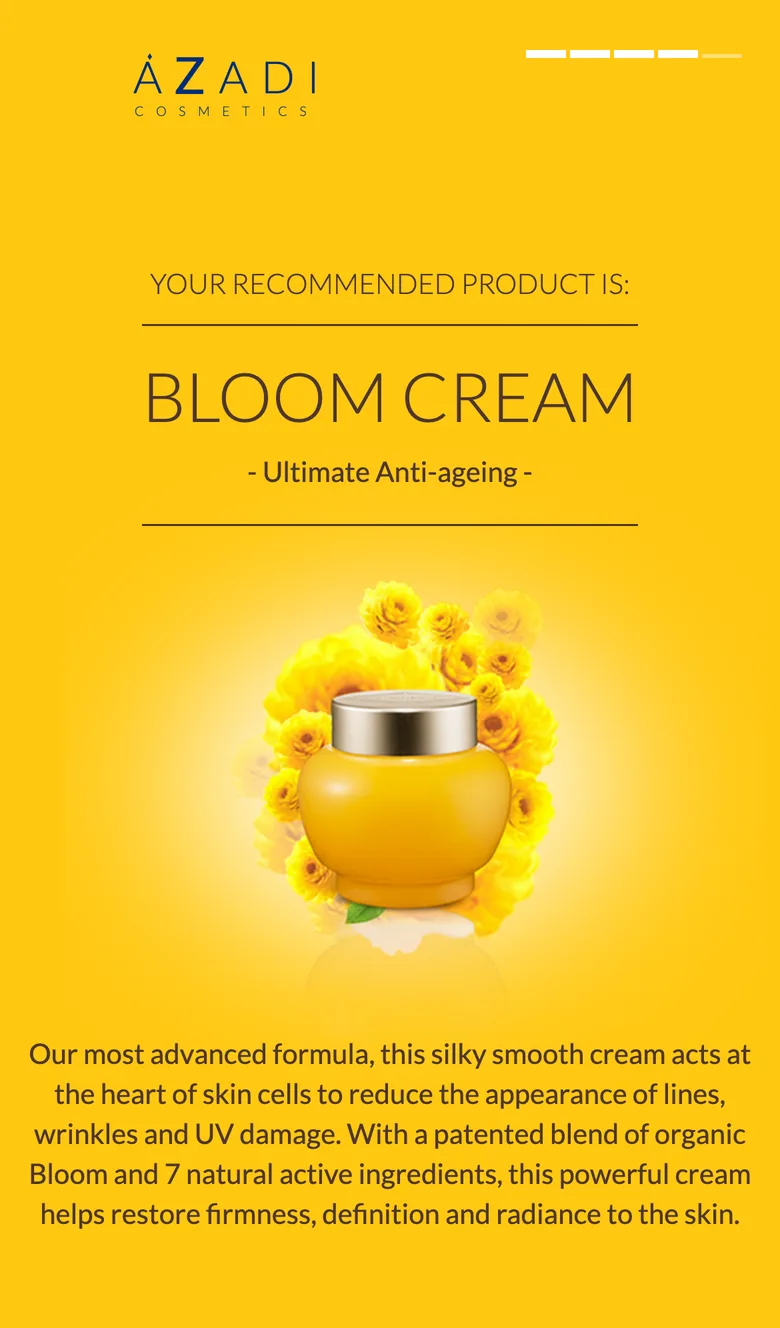 ÁZADI
COSMETICS
YOUR RECOMMENDED PRODUCT IS:
BLOOM CREAM
- Ultimate Anti-ageing -
Our most advanced formula, this silky smooth cream acts at
the heart of skin cells to reduce the appearance of lines,
wrinkles and UV damage. With a patented blend of organic
Bloom and 7 natural active ingredients, this powerful cream
helps restore firmness, definition and radiance to the skin.